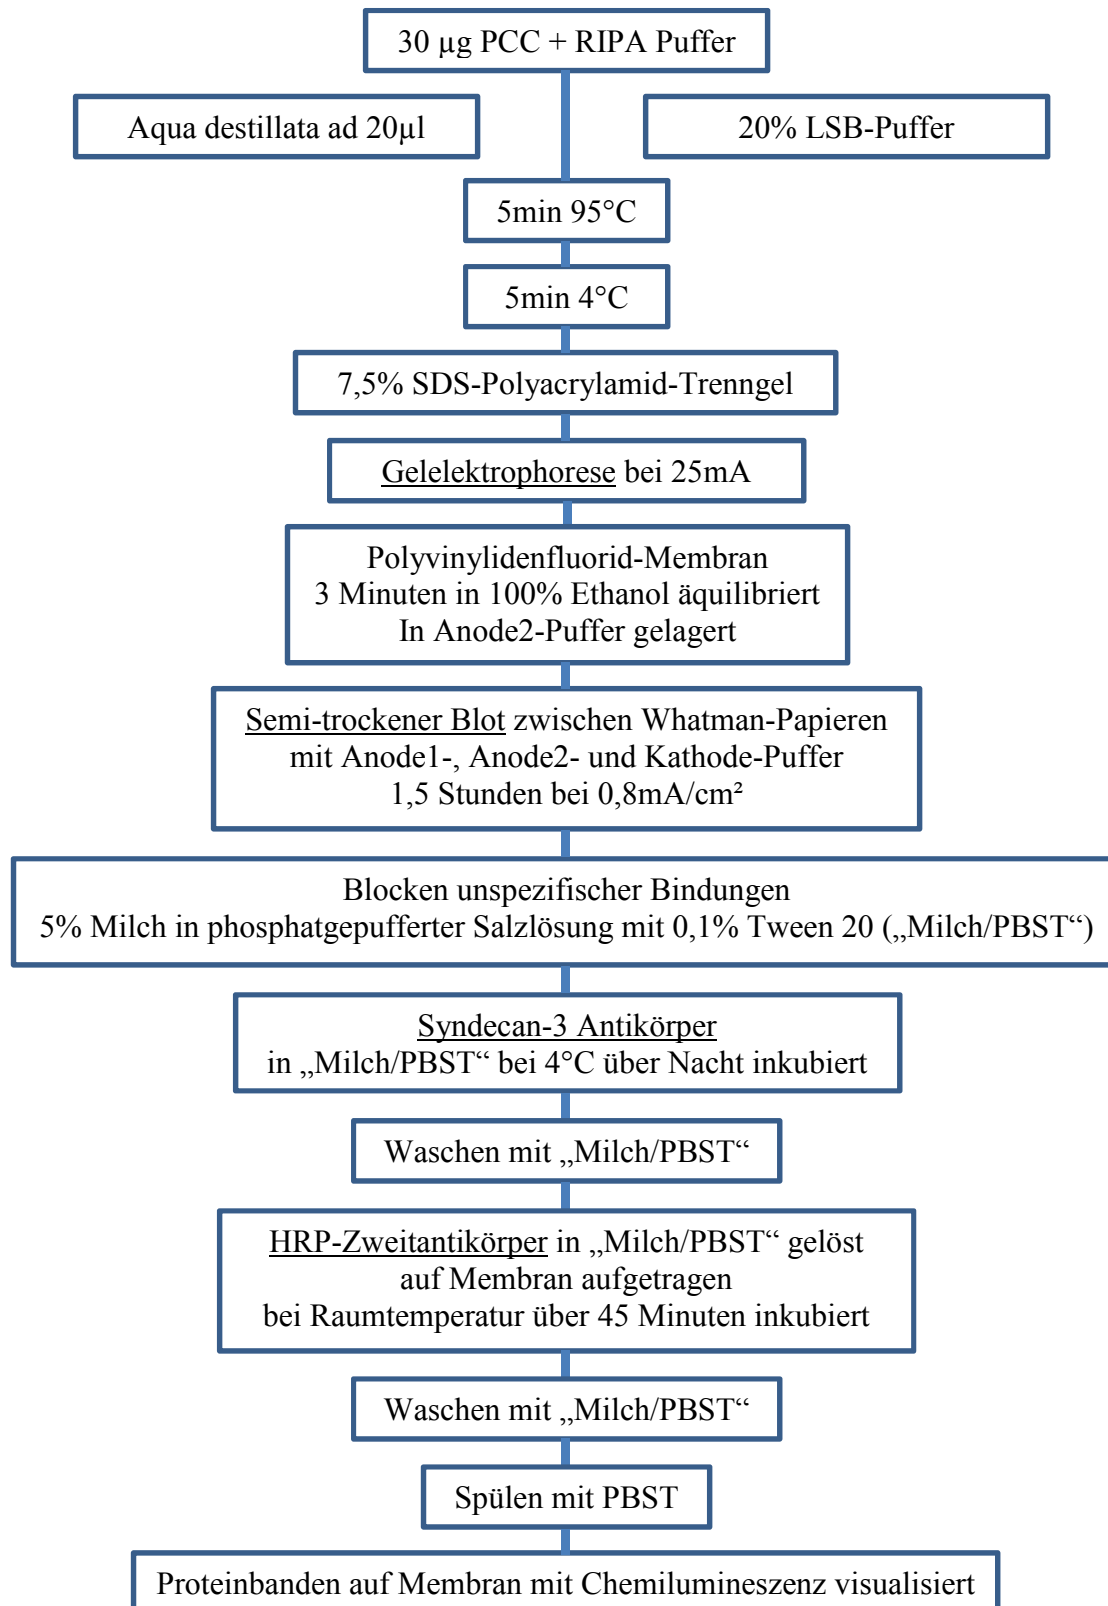 30 µg PCC + RIPA Puffer
Aqua destillata ad 20µl
20% LSB-Puffer
5min 95°C
5min 4°C
7,5% SDS-Polyacrylamid-Trenngel
Gelelektrophorese bei 25mA
Polyvinylidenfluorid-Membran
3 Minuten in 100% Ethanol äquilibriert
In Anode2-Puffer gelagert
Semi-trockener Blot zwischen Whatman-Papieren
mit Anode1-, Anode2- und Kathode-Puffer
1,5 Stunden bei 0,8mA/cm²
Blocken unspezifischer Bindungen
5% Milch in phosphatgepufferter Salzlösung mit 0,1% Tween 20 („Milch/PBST“)
Syndecan-3 Antikörper
in „Milch/PBST“ bei 4°C über Nacht inkubiert
Waschen mit „Milch/PBST“
HRP-Zweitantikörper in „Milch/PBST“ gelöst
auf Membran aufgetragen
bei Raumtemperatur über 45 Minuten inkubiert
Waschen mit „Milch/PBST“
Spülen mit PBST
Proteinbanden auf Membran mit Chemilumineszenz visualisiert